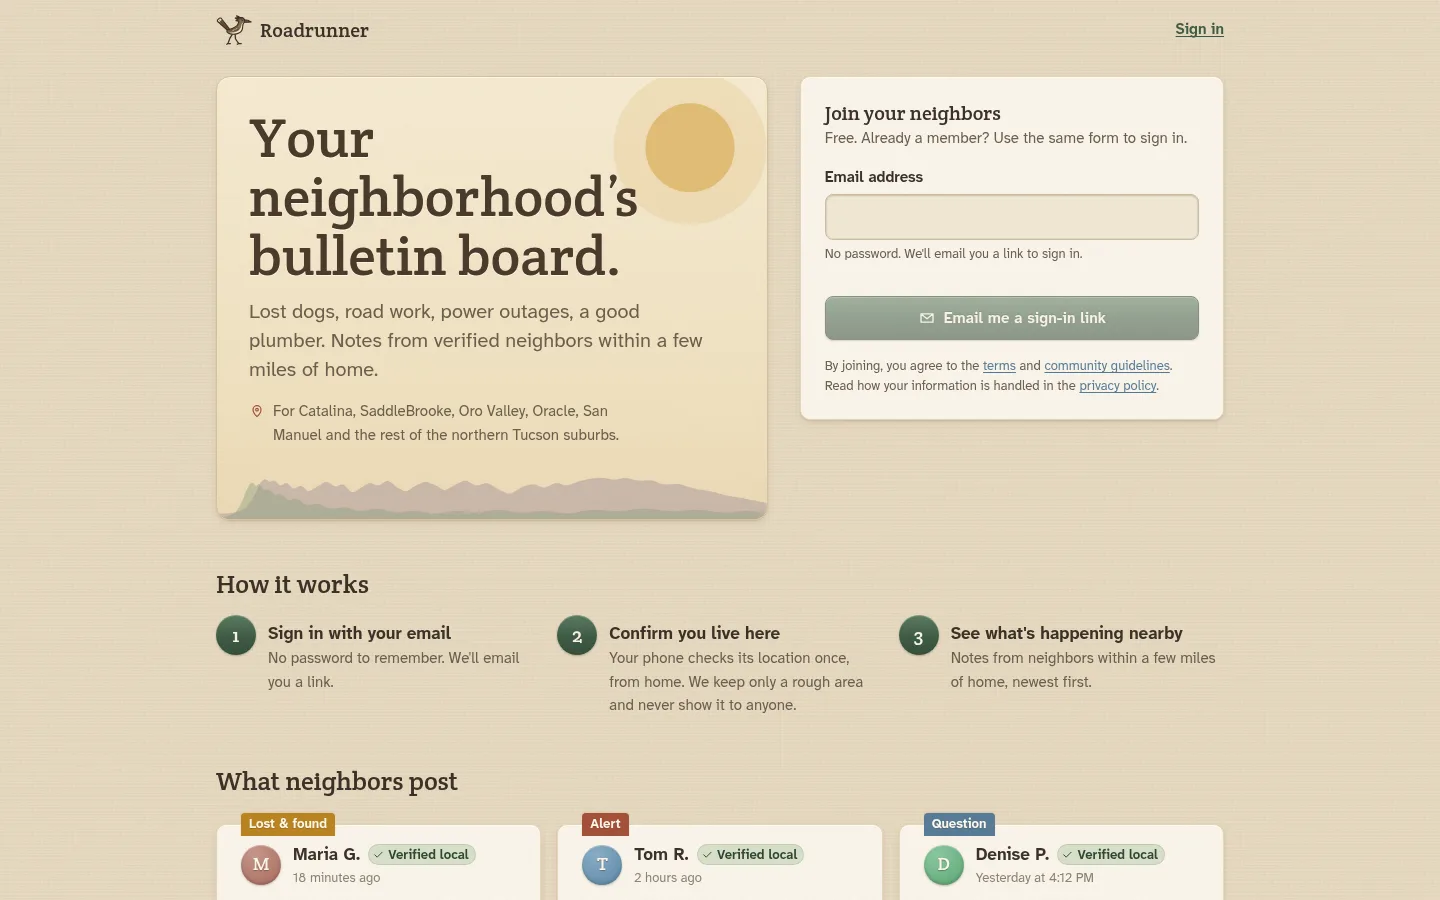 Roadrunner
Sign in
Your
neighborhood’s
bulletin board.
Lost dogs, road work, power outages, a good
plumber. Notes from verified neighbors within a few
miles of home.
For Catalina, SaddleBrooke, Oro Valley, Oracle, San
Manuel and the rest of the northern Tucson suburbs.
Join your neighbors
Free. Already a member? Use the same form to sign in.
Email address
No password. We'll email you a link to sign in.
Email me a sign-in link
By joining, you agree to the terms and community guidelines.
Read how your information is handled in the privacy policy.
How it works
1
Sign in with your email
No password to remember. We'll email
you a link.
2
Confirm you live here
Your phone checks its location once,
from home. We keep only a rough area
and never show it to anyone.
3
See what's happening nearby
Notes from neighbors within a few miles
of home, newest first.
What neighbors post
Lost & found
M
Maria G. Verified local
18 minutes ago
Alert
T
Tom R. Verified local
2 hours ago
Question
D
Denise P. Verified local
Yesterday at 4:12 PM